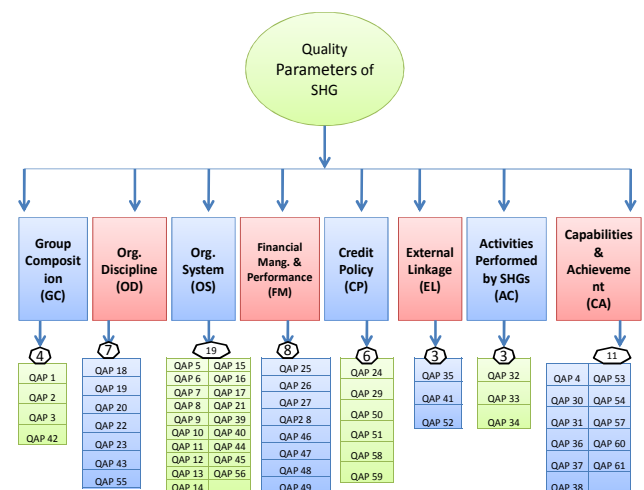 Quality
Parameters of
SHG
Group
Composit
ion
(GC)
Org.
Discipline
(OD)
Org.
System
(OS)
Financial
Mang. &
Performance
(FM)
Credit
Policy
(CP)
External
Linkage
(EL)
Activities
Performed
by SHGs
(AC)
Capabilities
&
Achieveme
nt
(CA)
4
7
19
8
6
3
3
11
QAP 1
QAP 2
QAP 3
QAP 42
QAP 18
QAP 19
QAP 20
QAP 22
QAP 23
QAP 43
QAP 55
QAP 5 QAP 15
QAP 6 QAP 16
QAP 7 QAP 17
QAP 8 QAP 21
QAP 9 QAP 39
QAP 10 QAP 40
QAP 11 QAP 44
QAP 12 QAP 45
QAP 13 QAP 56
QAP 14
QAP 25
QAP 26
QAP 27
QAP2 8
QAP 46
QAP 47
QAP 48
QAP 49
QAP 24
QAP 29
QAP 50
QAP 51
QAP 58
QAP 59
QAP 35
QAP 41
QAP 52
QAP 32
QAP 33
QAP 34
QAP 4 QAP 53
QAP 30 QAP 54
QAP 31 QAP 57
QAP 36 QAP 60
QAP 37 QAP 61
QAP 38